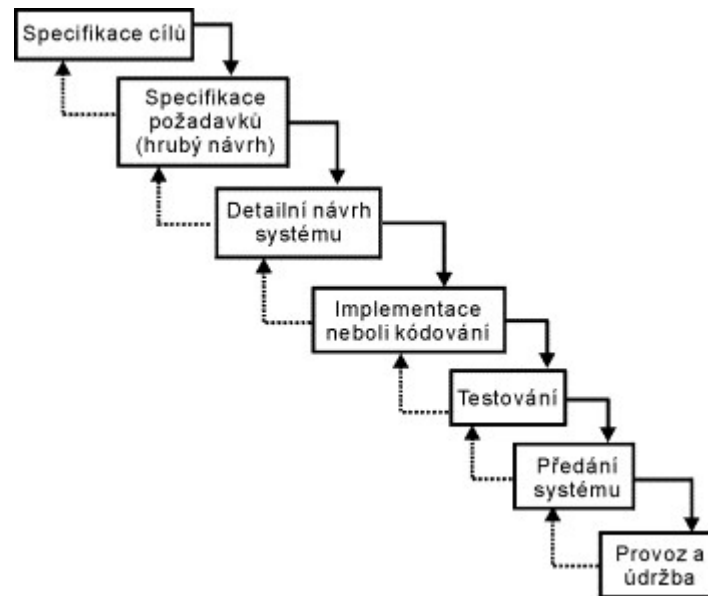 Specifikace cílů
Specifikace
požadavků
(hrubý návrh)
Detailní návrh
systému
Implementace
neboli kódování
Testování
Předání
systému
Provoz a
údržba